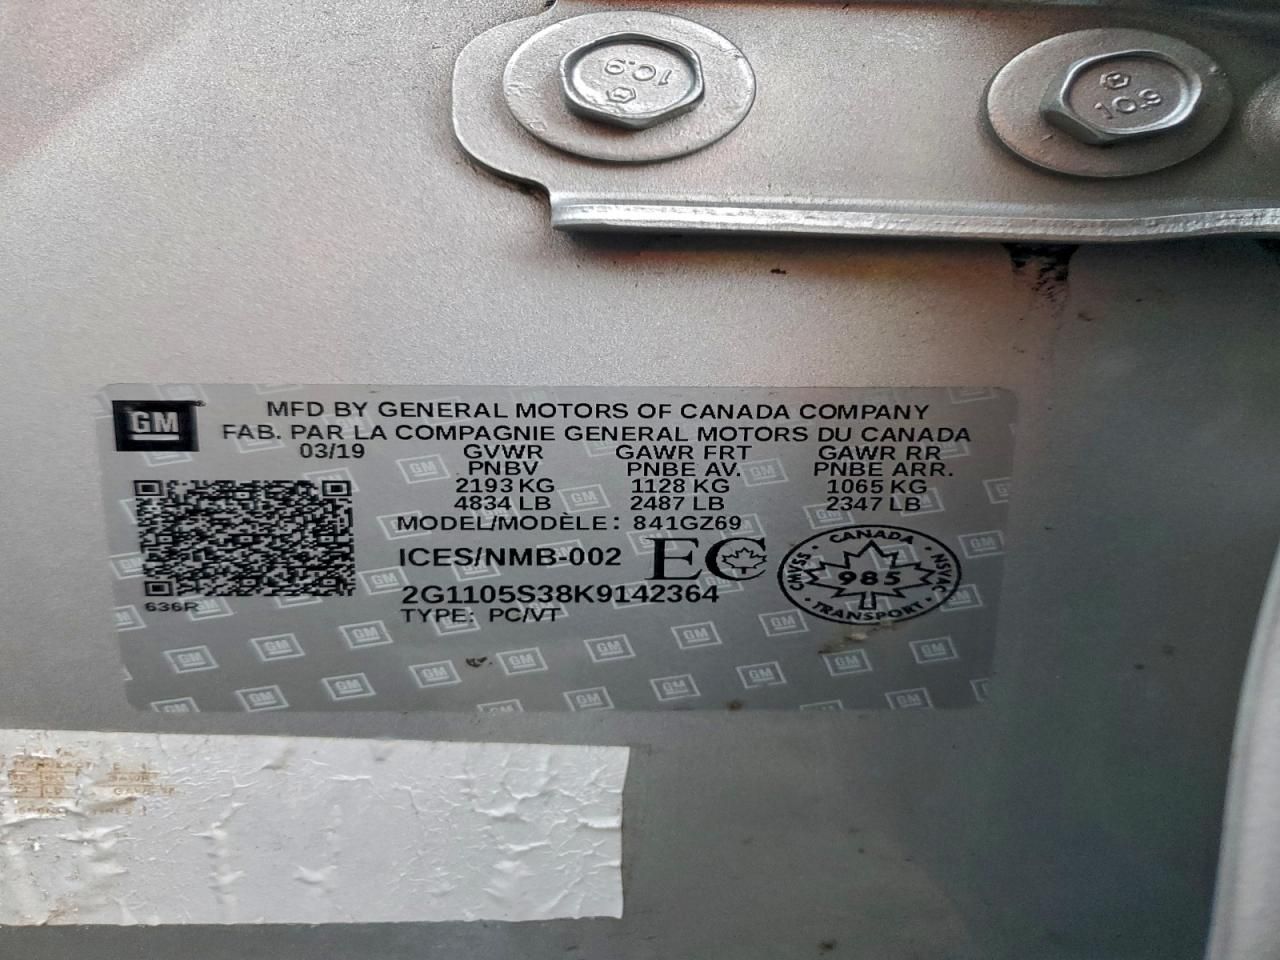 10.9
10.9
GM
MFD BY GENERAL MOTORS OF CANADA COMPANY
FAB. PAR LA COMPAGNIE GENERAL MOTORS DU CANADA
03/19 GVWR GAWR FRT GAWR RR
PNBV PNBE AV. PNBE ARR.
2193 KG 1128 KG 1065 KG
4834 LB 2487 LB 2347 LB
MODEL/MODÈLE: 841GZ69
ICES/NMB-002 EC
2G1105S38K9142364
TYPE: PC/VT
636R
CANADA
CMVSS 985 NSVAC
TRANSPORT